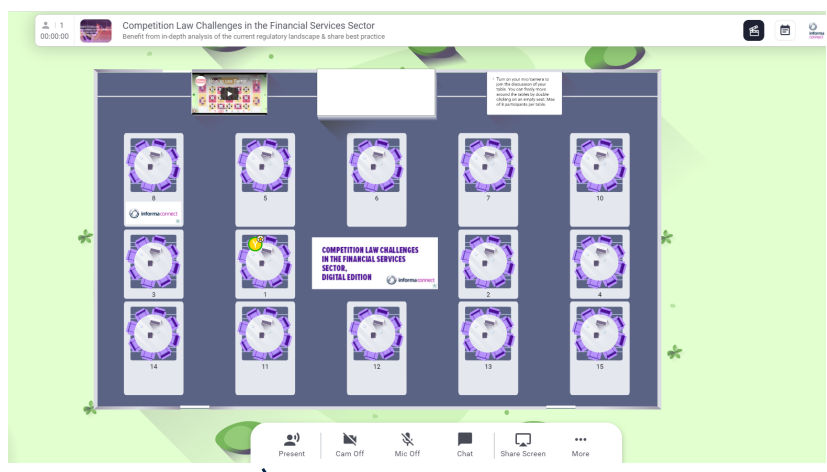 1
00:00:00
Competition Law Challenges in the Financial Services Sector
Benefit from in-depth analysis of the current regulatory landscape & share best practice
informa
connect
Turn on your mic/camera to
join the discussion of your
table. You can freely move
around the tables by double
clicking on an empty seat. Max
of 8 participants per table.
8
5
6
7
10
informaconnect
COMPETITION LAW CHALLENGES
IN THE FINANCIAL SERVICES
SECTOR,
DIGITAL EDITION
informaconnect
3
1
2
4
14
11
12
13
15
Present
Cam Off
Mic Off
Chat
Share Screen
More